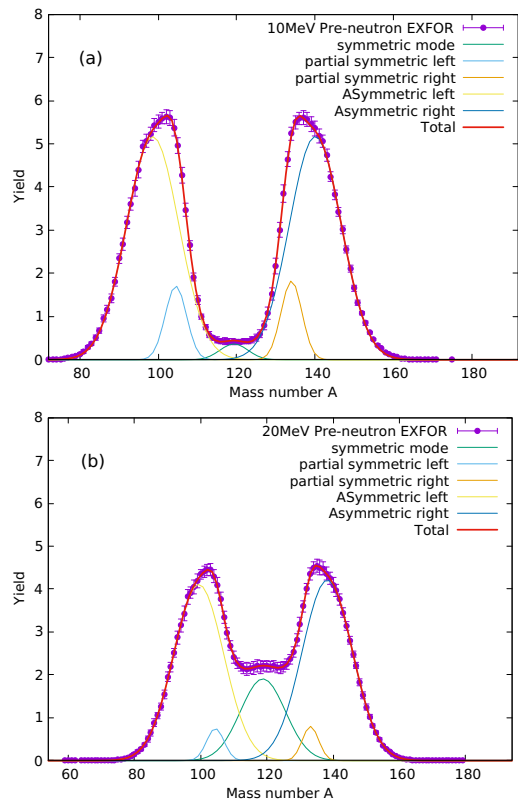 8
7
6
5
4
3
2
1
0
Yield
(a)
10MeV Pre-neutron EXFOR
symmetric mode
partial symmetric left
partial symmetric right
ASymmetric left
Asymmetric right
Total
80 100 120 140 160 180
Mass number A
8
7
6
5
4
3
2
1
0
Yield
(b)
20MeV Pre-neutron EXFOR
symmetric mode
partial symmetric left
partial symmetric right
ASymmetric left
Asymmetric right
Total
60 80 100 120 140 160 180
Mass number A